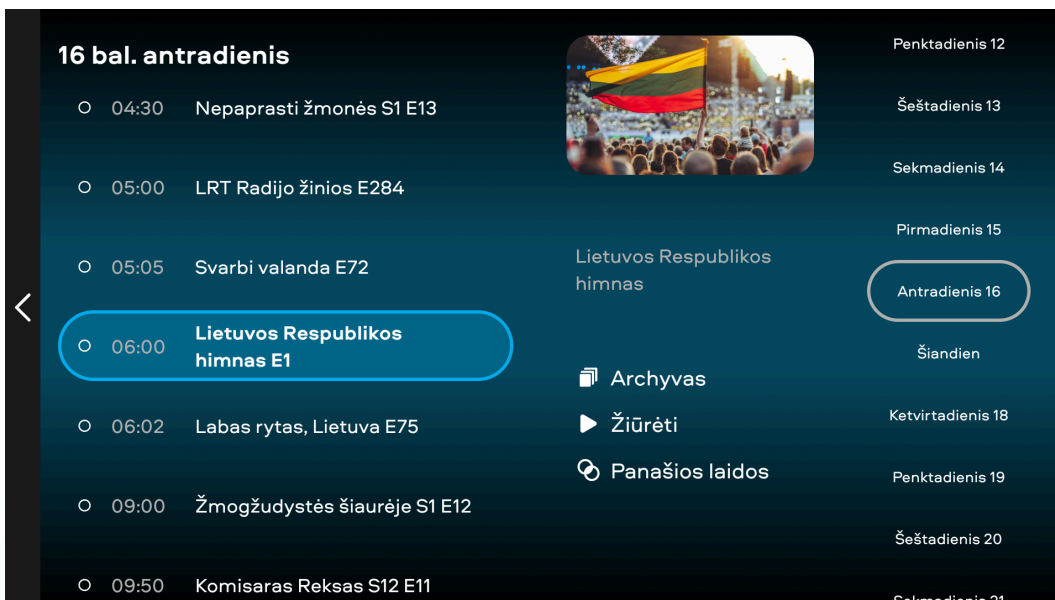 16 bal. antradienis
04:30 Nepaprasti žmonės S1 E13
05:00 LRT Radijo žinios E284
05:05 Svarbi valanda E72
06:00 Lietuvos Respublikos
himnas E1
06:02 Labas rytas, Lietuva E75
09:00 Žmogžudystės šiaurėje S1 E12
09:50 Komisaras Reksas S12 E11
Lietuvos Respublikos
himnas
Archyvas
Žiūrėti
Panašios laidos
Penktadienis 12
Šeštadienis 13
Sekmadienis 14
Pirmadienis 15
Antradienis 16
Šiandien
Ketvirtadienis 18
Penktadienis 19
Šeštadienis 20
Sekmadienis 21